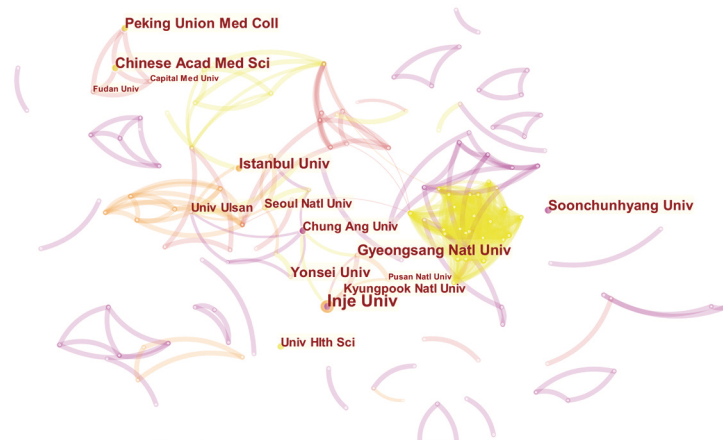 Peking Union Med Coll
Chinese Acad Med Sci
Capital Med Univ
Fudan Univ
Istanbul Univ
Univ Ulsan
Seoul Natl Univ
Soonchunhyang Univ
Chung Ang Univ
Gyeongsang Natl Univ
Yonsei Univ
Pusan Natl Univ
Kyungpook Natl Univ
Inje Univ
Univ Hlth Sci